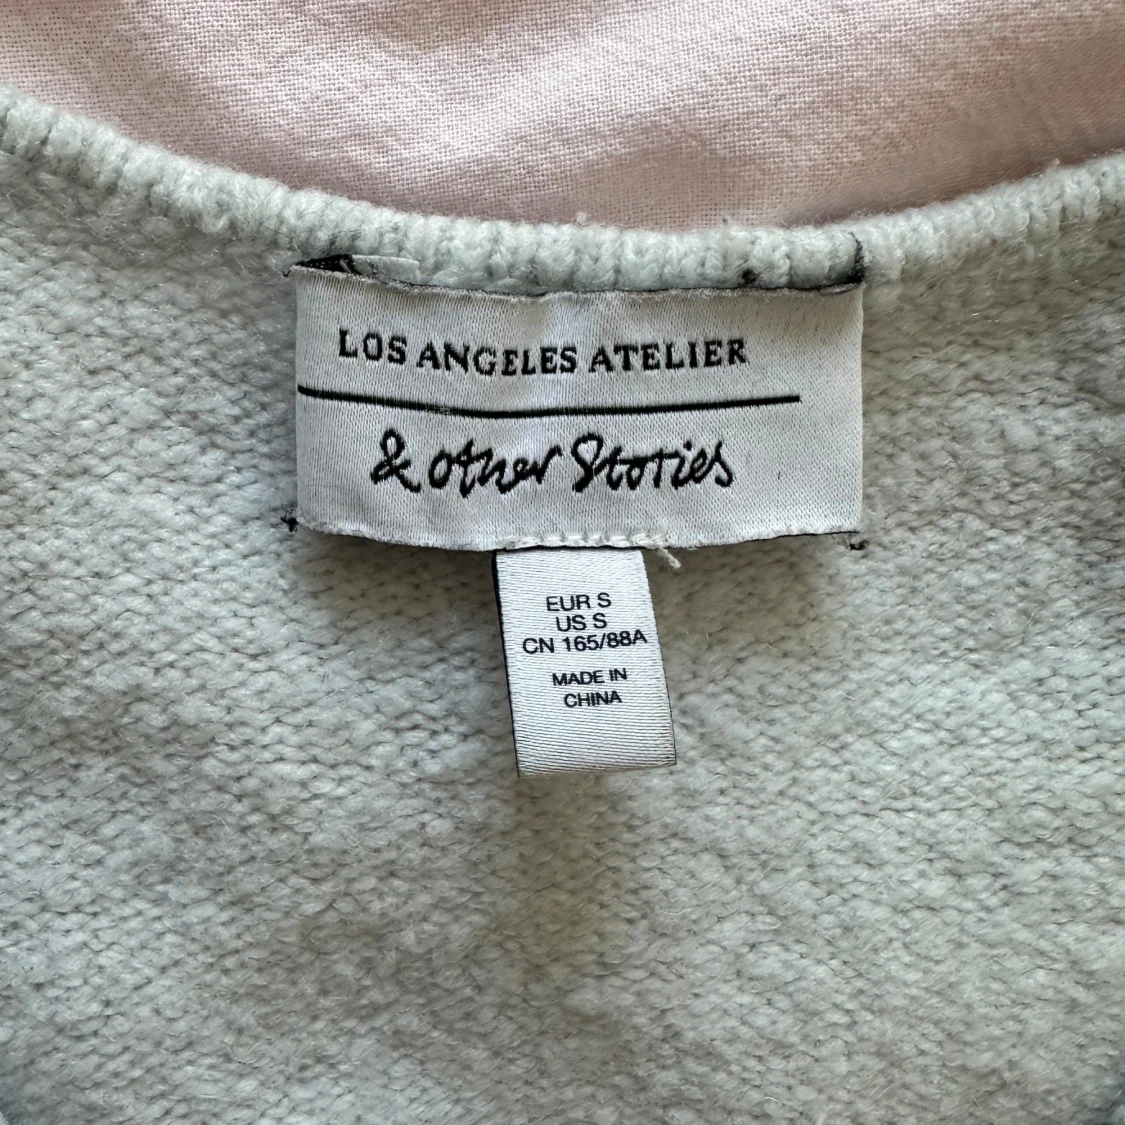 LOS ANGELES ATELIER
& other Stories
EUR S
US S
CN 165/88A
MADE IN
CHINA